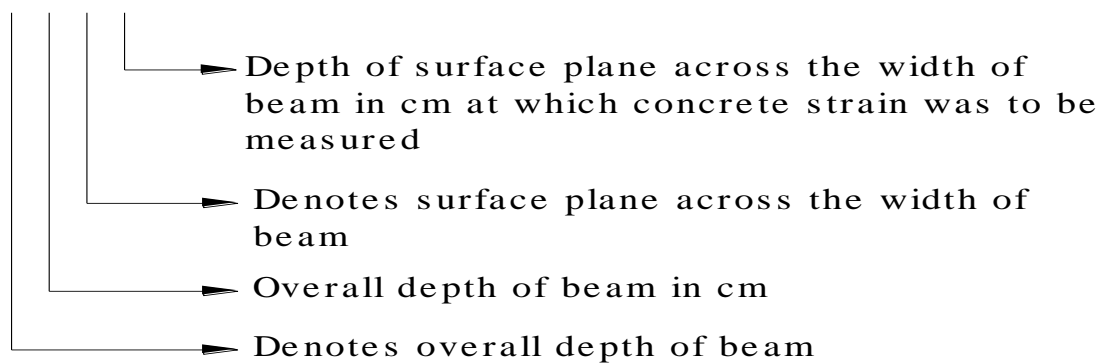 Depth of surface plane across the width of
beam in cm at which concrete strain was to be
measured
Denotes surface plane across the width of
beam
Overall depth of beam in cm
Denotes overall depth of beam